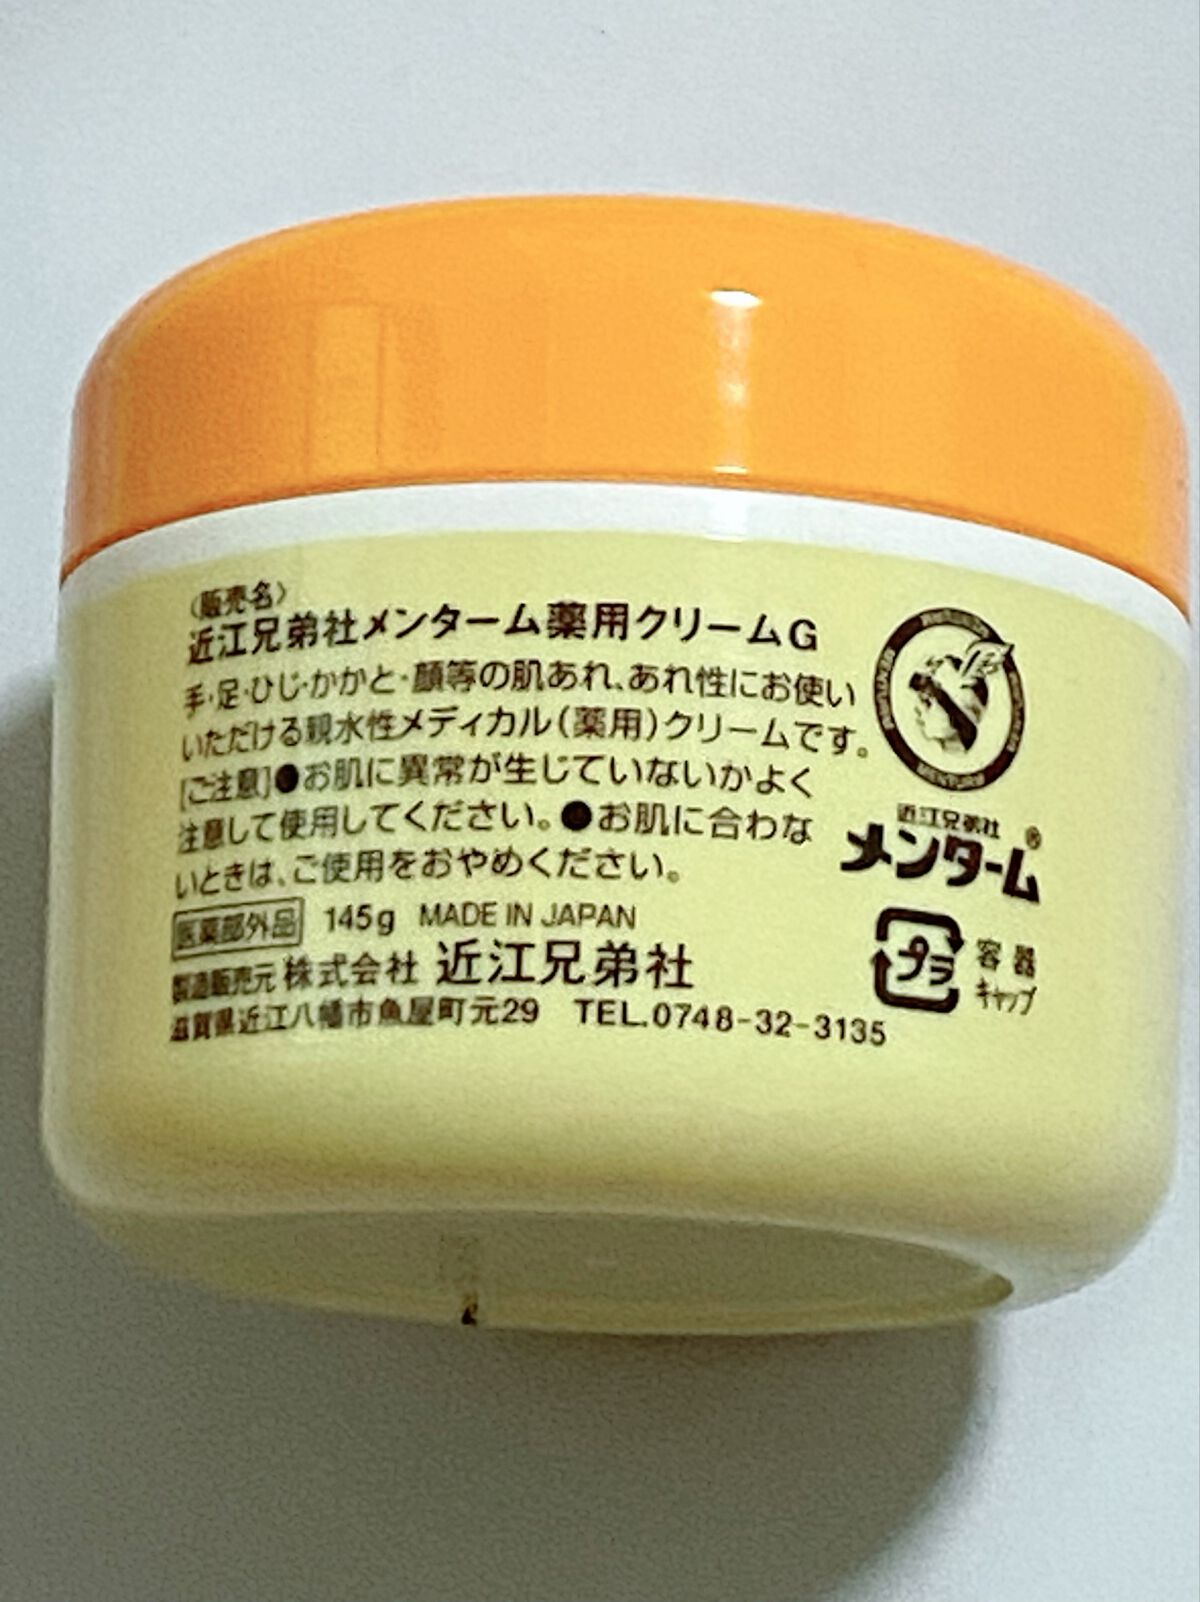 〈販売名〉
近江兄弟社メンターム薬用クリームG
手・足・ひじ・かかと・顔等の肌あれ、あれ性にお使い
いただける親水性メディカル(薬用)クリームです。
[ご注意]●お肌に異常が生じていないかよく
注意して使用してください。●お肌に合わな
いときは、ご使用をおやめください。
医薬部外品 145g MADE IN JAPAN
製造販売元 株式会社 近江兄弟社
滋賀県近江八幡市魚屋町元29 TEL.0748-32-3135
近江兄弟社
メンターム®
プラ
容器
キャップ